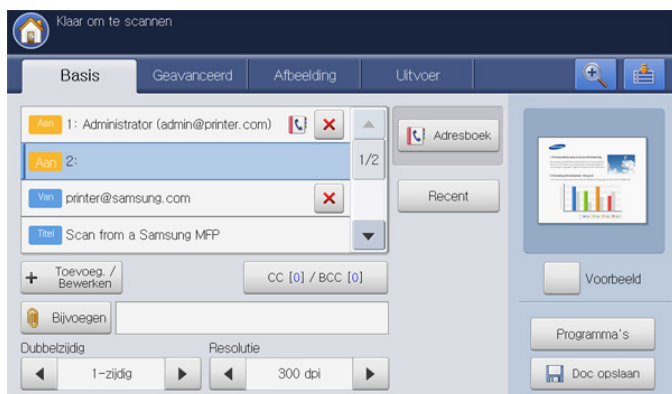 Klaar om te scannen
Basis
Geavanceerd
Afbeelding
Uitvoer
Aan 1: Administrator (admin@printer.com)
Aan 2:
1/2
Van printer@samsung.com
Titel Scan from a Samsung MFP
Adresboek
Recent
+ Toevoeg. /
Bewerken
CC [0] / BCC [0]
Bijvoegen
Dubbelzijdig
Resolutie
1-zijdig
300 dpi
Voorbeeld
Programma's
Doc opslaan